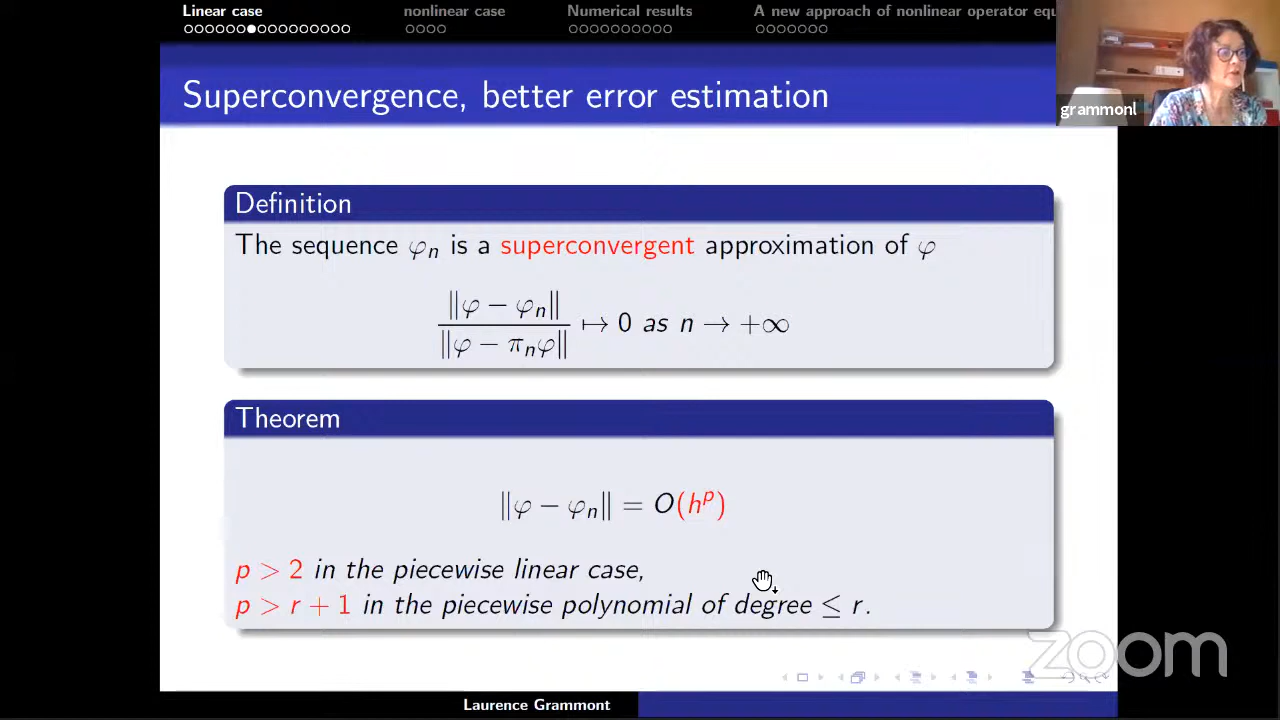 Linear case nonlinear case Numerical results A new approach of nonlinear operator equ
grammonl
Superconvergence, better error estimation
Definition
The sequence φₙ is a superconvergent approximation of φ
‖φ − φₙ‖
‖φ − πₙφ‖ ↦ 0 as n → +∞
Theorem
‖φ − φₙ‖ = O(hᵖ)
p > 2 in the piecewise linear case,
p > r + 1 in the piecewise polynomial of degree ≤ r.
zoom
Laurence Grammont